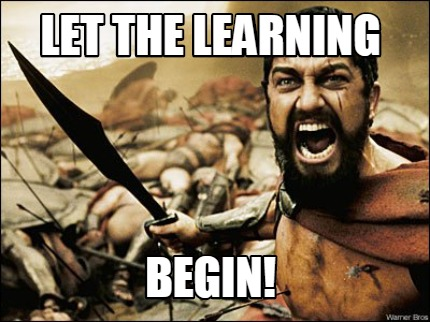 LET THE LEARNING
BEGIN!
Warner Bros